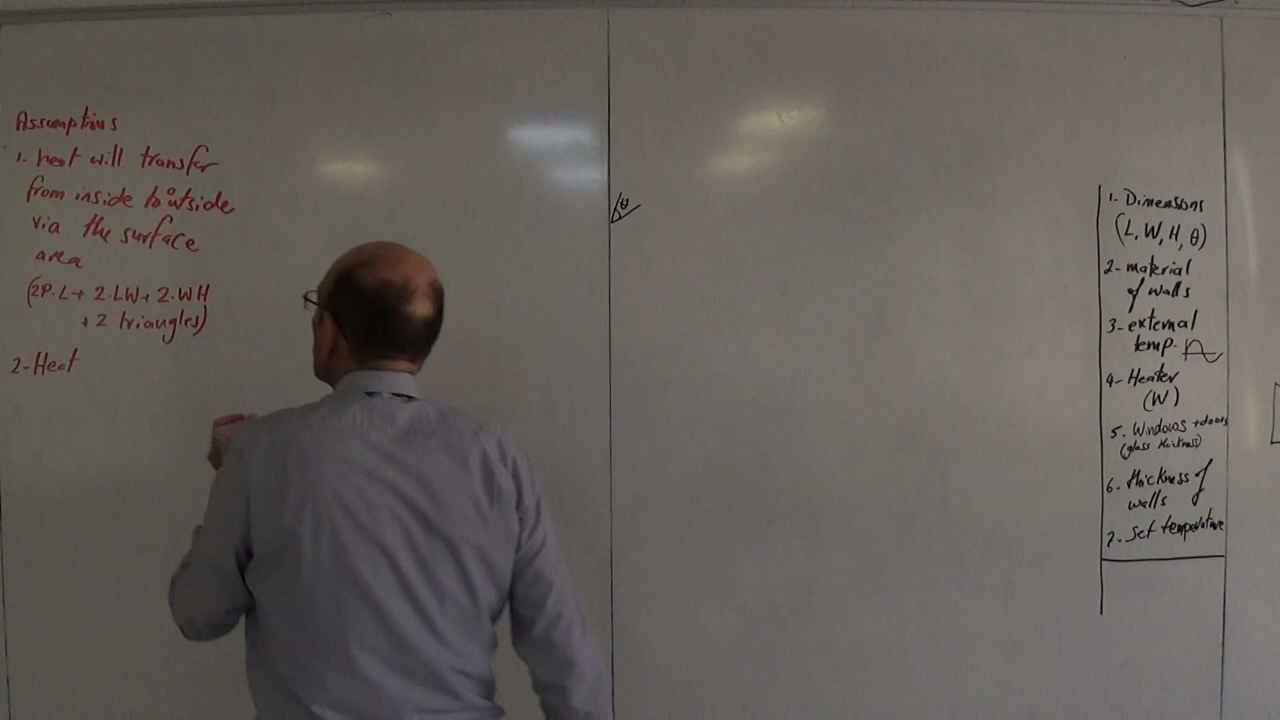 Assumptions
1- heat will transfer
from inside to outside
via the surface
area
(2P.L + 2.LW + 2.WH
+ 2 triangles)
2- Heat
θ
1- Dimensons
(L, W, H, θ)
2- material
of walls
3- external
temp.
4- Heater
(W)
5. Windows + doors
(glass thickness)
6. thickness of
walls
7. Set temperature